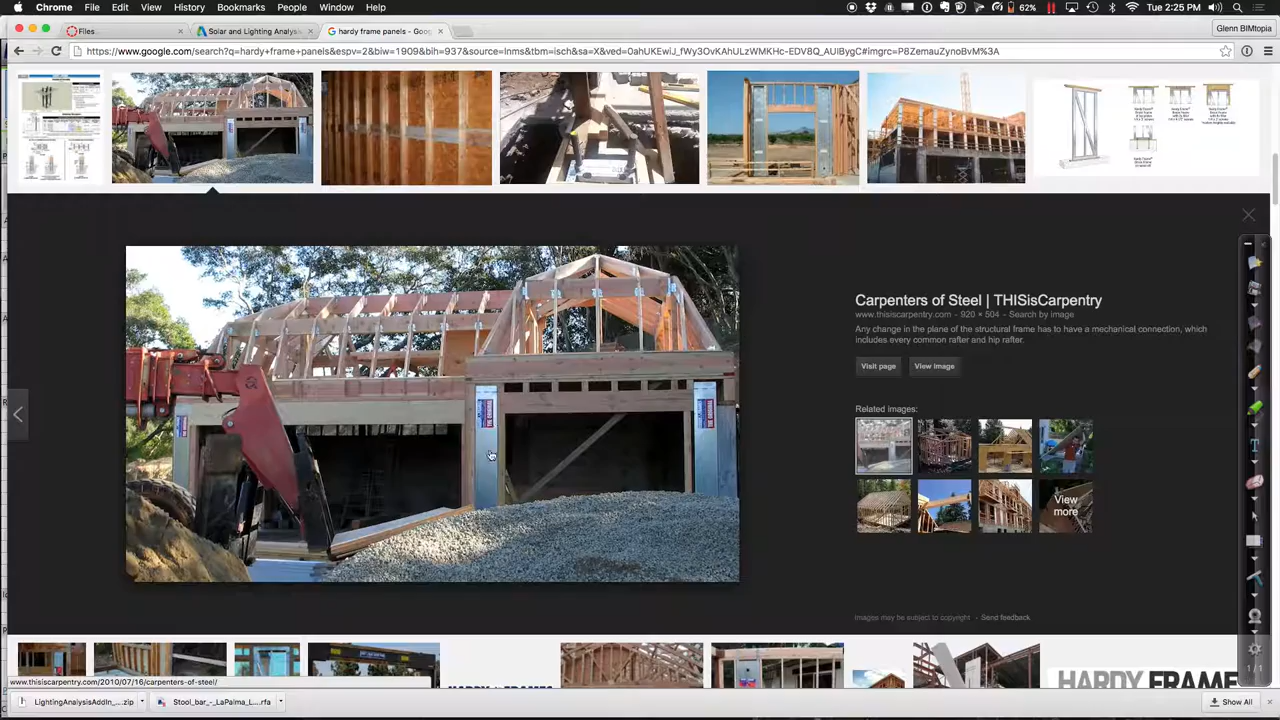 Chrome File Edit View History Bookmarks People Window Help
62% Tue 2:25 PM
Files
Solar and Lighting Analysis
hardy frame panels - Goog
Glenn BIMtopia
https://www.google.com/search?q=hardy+frame+panels&espv=2&biw=1909&bih=937&source=lnms&tbm=isch&sa=X&ved=0ahUKEwiJ_fWy3OvKAhULzWMKHc-EDV8Q_AUIBygC#imgrc=P8ZemauZynoBvM%3A
Carpenters of Steel | THISisCarpentry
www.thisiscarpentry.com - 920 × 504 - Search by image
Any change in the plane of the structural frame has to have a mechanical connection, which
includes every common rafter and hip rafter.
Visit page View image
Related images:
View
more
Images may be subject to copyright. - Send feedback
HARDY FRAMES
HARDY FRAME
www.thisiscarpentry.com/2010/07/16/carpenters-of-steel/
LightingAnalysisAddIn_....zip
Stool_bar_-_LaPalma_L....rfa
Show All
1/1